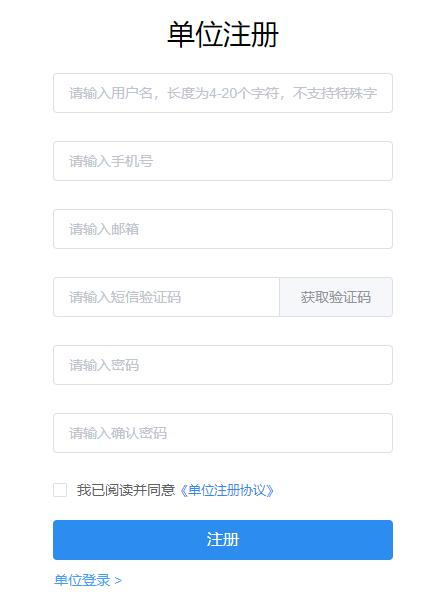 单位注册
请输入用户名，长度为4-20个字符，不支持特殊字
请输入手机号
请输入邮箱
请输入短信验证码
获取验证码
请输入密码
请输入确认密码
我已阅读并同意《单位注册协议》
注册
单位登录 >